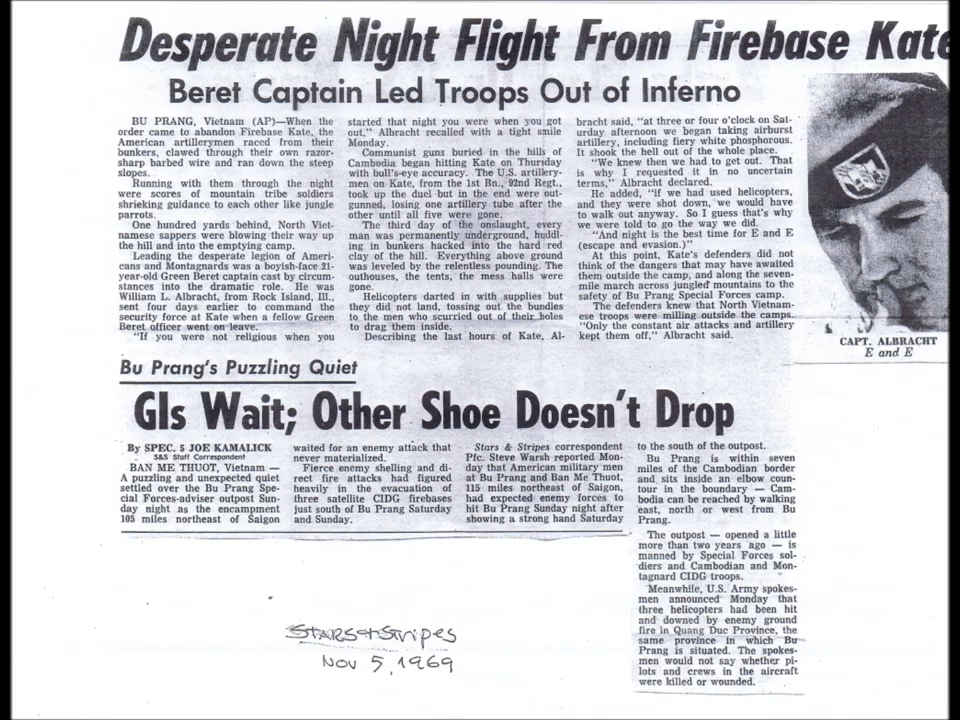 Desperate Night Flight From Firebase Kate
Beret Captain Led Troops Out of Inferno
BU PRANG, Vietnam (AP)—When the
order came to abandon Firebase Kate, the
American artillerymen raced from their
bunkers, clawed through their own razor-
sharp barbed wire and ran down the steep
slopes.
Running with them through the night
were scores of mountain tribe soldiers
shrieking guidance to each other like jungle
parrots.
One hundred yards behind, North Viet-
namese sappers were blowing their way up
the hill and into the emptying camp.
Leading the desperate legion of Ameri-
cans and Montagnards was a boyish-face 21-
year-old Green Beret captain cast by circum-
stances into the dramatic role. He was
William L. Albracht, from Rock Island, Ill.,
sent four days earlier to command the
security force at Kate when a fellow Green
Beret officer went on leave.
"If you were not religious when you
started that night you were when you got
out," Albracht recalled with a tight smile
Monday.
Communist guns buried in the hills of
Cambodia began hitting Kate on Thursday
with bull's-eye accuracy. The U.S. artillery-
men on Kate, from the 1st Bn., 92nd Regt.,
took up the duel but in the end were out-
gunned, losing one artillery tube after the
other until all five were gone.
The third day of the onslaught, every
man was permanently underground, huddl-
ing in bunkers hacked into the hard red
clay of the hill. Everything above ground
was leveled by the relentless pounding. The
outhouses, the tents, the mess halls were
gone.
Helicopters darted in with supplies but
they did not land, tossing out the bundles
to the men who scurried out of their holes
to drag them inside.
Describing the last hours of Kate, Al-
bracht said, "at three or four o'clock on Sat-
urday afternoon we began taking airburst
artillery, including fiery white phosphorous.
It shook the hell out of the whole place.
"We knew then we had to get out. That
is why I requested it in no uncertain
terms," Albracht declared.
He added, "if we had used helicopters,
and they were shot down, we would have
to walk out anyway. So I guess that's why
we were told to go the way we did.
"And night is the best time for E and E
(escape and evasion.)"
At this point, Kate's defenders did not
think of the dangers that may have awaited
them outside the camp, and along the seven-
mile march across jungled mountains to the
safety of Bu Prang Special Forces camp.
The defenders knew that North Vietnam-
ese troops were milling outside the camps.
"Only the constant air attacks and artillery
kept them off," Albracht said.
CAPT. ALBRACHT
E and E
Bu Prang's Puzzling Quiet
GIs Wait; Other Shoe Doesn't Drop
By SPEC. 5 JOE KAMALICK
S&S Staff Correspondent
BAN ME THUOT, Vietnam —
A puzzling and unexpected quiet
settled over the Bu Prang Spe-
cial Forces-adviser outpost Sun-
day night as the encampment
105 miles northeast of Saigon
waited for an enemy attack that
never materialized.
Fierce enemy shelling and di-
rect fire attacks had figured
heavily in the evacuation of
three satellite CIDG firebases
just south of Bu Prang Saturday
and Sunday.
Stars & Stripes correspondent
Pfc. Steve Warsh reported Mon-
day that American military men
at Bu Prang and Ban Me Thuot,
115 miles northeast of Saigon,
had expected enemy forces to
hit Bu Prang Sunday night after
showing a strong hand Saturday
to the south of the outpost.
Bu Prang is within seven
miles of the Cambodian border
and sits inside an elbow coun-
tour in the boundary — Cam-
bodia can be reached by walking
east, north or west from Bu
Prang.
The outpost — opened a little
more than two years ago — is
manned by Special Forces sol-
diers and Cambodian and Mon-
tagnard CIDG troops.
Meanwhile, U.S. Army spokes-
men announced Monday that
three helicopters had been hit
and downed by enemy ground
fire in Quang Duc Province, the
same province in which Bu
Prang is situated. The spokes-
men would not say whether pi-
lots and crews in the aircraft
were killed or wounded.
Stars & Stripes
Nov 5, 1969